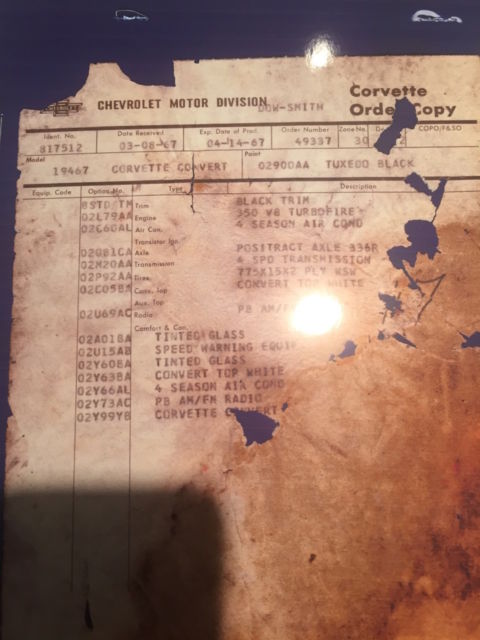 Corvette
CHEVROLET MOTOR DIVISION DOW-SMITH Order Copy
Ident. No. Date Received Exp. Date of Prod. Order Number Zone No. COPO/F&SO
817512 03-08-67 04-14-67 49337 30
Model Paint
19467 CORVETTE CONVERT 02900AA TUXEDO BLACK
Equip. Code Option No. Type Description
BSTD TM Trim BLACK TRIM
02L79AA Engine 350 V8 TURBOFIRE
02C60AL Air Con. 4 SEASON AIR COND
Transistor Ign.
02G81CA Axle POSITRACT AXLE 336R
02M20AA Transmission 4 SPD TRANSMISSION
02P92AA Tires 775X15X2 PLY WSW
02C05BA Conv. Top CONVERT TOP WHITE
Aux. Top
02U69AC Radio PB AM/FM
Comfort & Con.
02A01BA TINTED GLASS
02U15AB SPEED WARNING EQUIP
02Y60BA TINTED GLASS
02Y63BA CONVERT TOP WHITE
02Y66AL 4 SEASON AIR COND
02Y73AC PB AM/FM RADIO
02Y99YB CORVETTE CONVERT